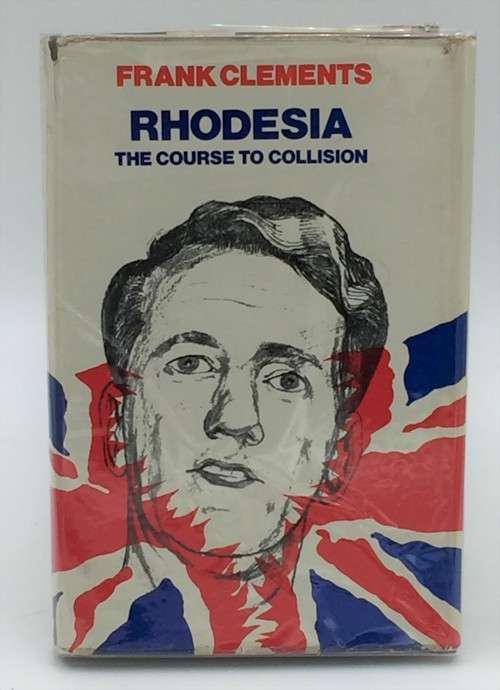 FRANK CLEMENTS
RHODESIA
THE COURSE TO COLLISION